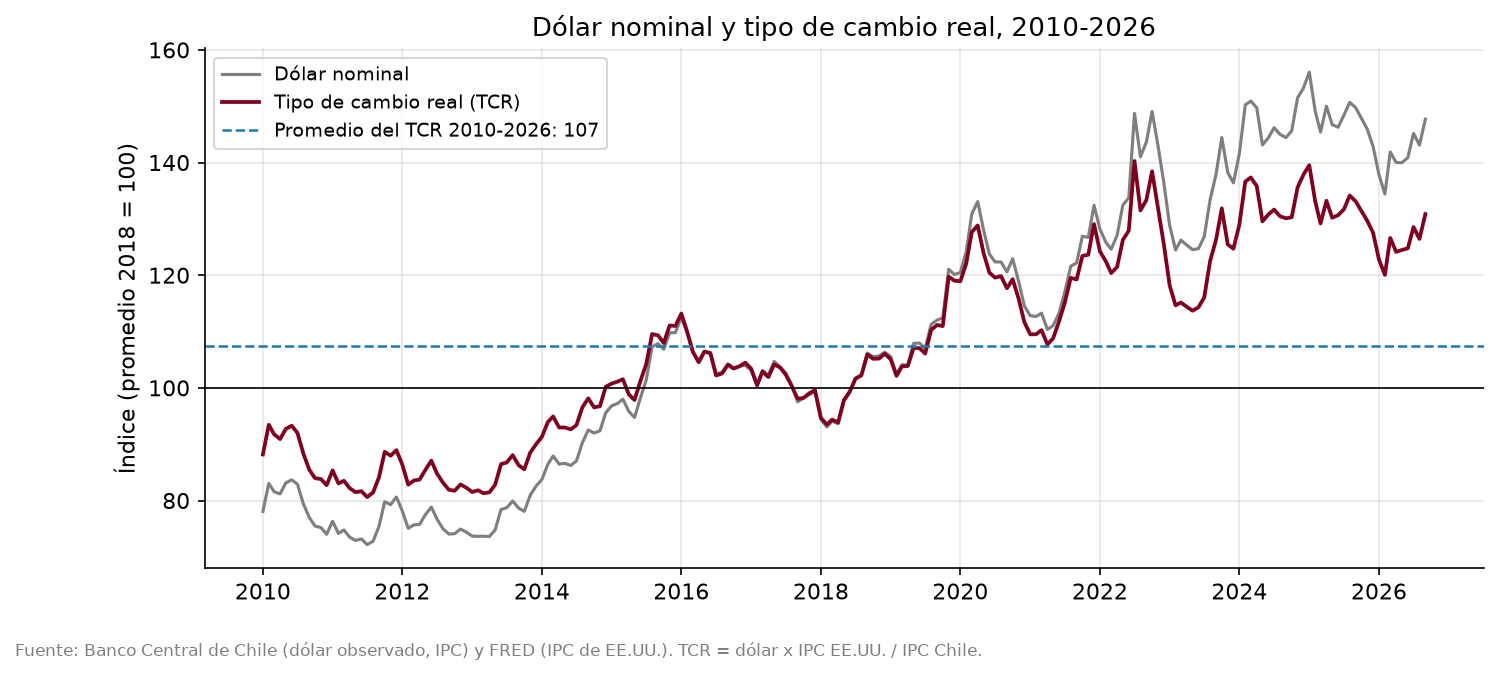 Dólar nominal y tipo de cambio real, 2010-2026
Dólar nominal
Tipo de cambio real (TCR)
Promedio del TCR 2010-2026: 107
Índice (promedio 2018 = 100)
160
140
120
100
80
2010 2012 2014 2016 2018 2020 2022 2024 2026
Fuente: Banco Central de Chile (dólar observado, IPC) y FRED (IPC de EE.UU.). TCR = dólar x IPC EE.UU. / IPC Chile.